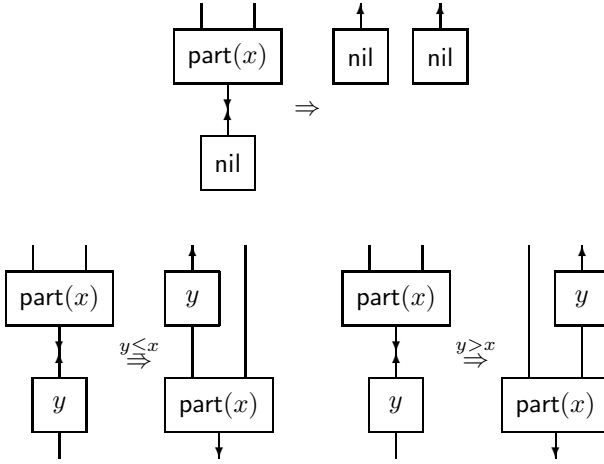 part(x) nil nil
⇒
nil
part(x) y part(x) y
y≤x ⇒ y>x ⇒
y part(x) y part(x)